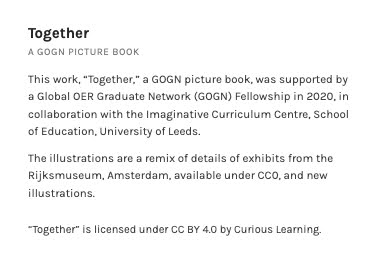 Together
A GOGN PICTURE BOOK
This work, “Together,” a GOGN picture book, was supported by
a Global OER Graduate Network (GOGN) Fellowship in 2020, in
collaboration with the Imaginative Curriculum Centre, School
of Education, University of Leeds.
The illustrations are a remix of details of exhibits from the
Rijksmuseum, Amsterdam, available under CC0, and new
illustrations.
“Together” is licensed under CC BY 4.0 by Curious Learning.